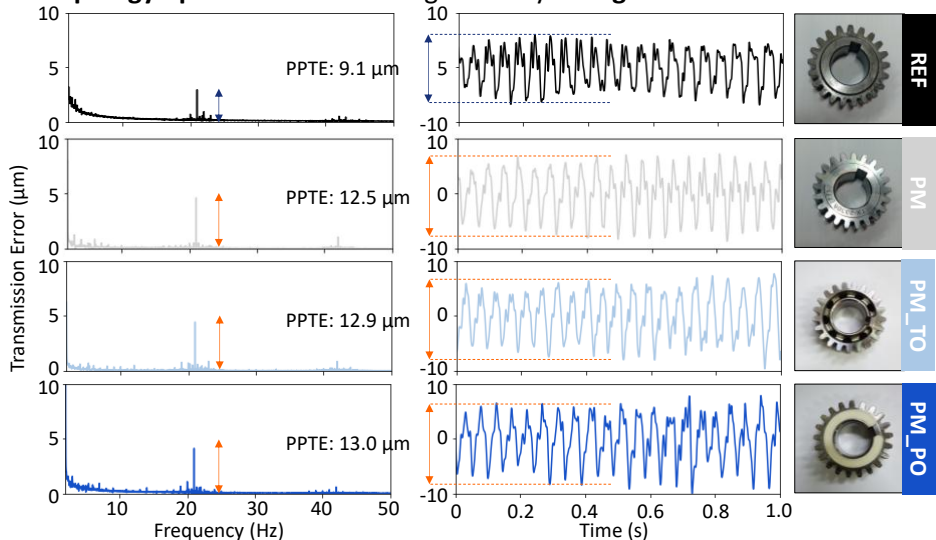 10
5
0
PPTE: 9.1 µm
10
5
-10
REF
10
5
0
PPTE: 12.5 µm
10
0
-10
PM
Transmission Error (µm)
10
5
0
PPTE: 12.9 µm
10
0
-10
PM_TO
10
5
0
PPTE: 13.0 µm
10
0
-10
PM_PO
10 20 30 40 50
Frequency (Hz)
0 0.2 0.4 0.6 0.8 1.0
Time (s)